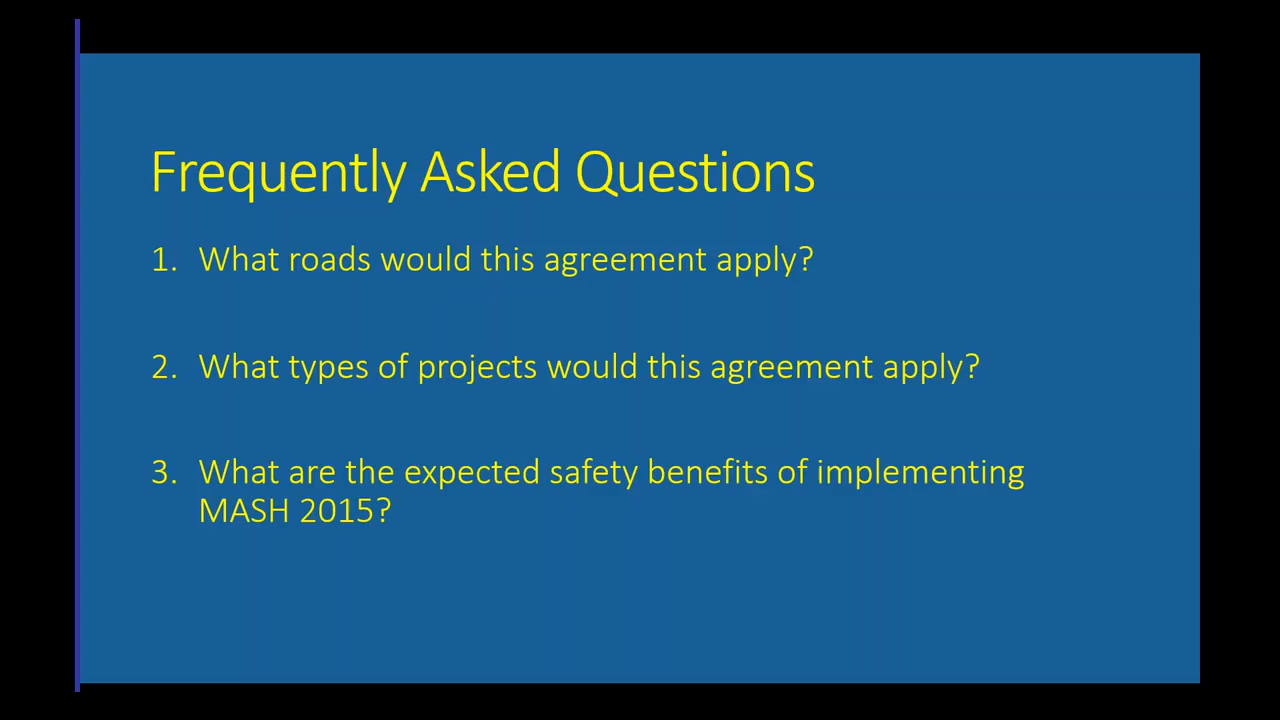 Frequently Asked Questions
1. What roads would this agreement apply?
2. What types of projects would this agreement apply?
3. What are the expected safety benefits of implementing
MASH 2015?